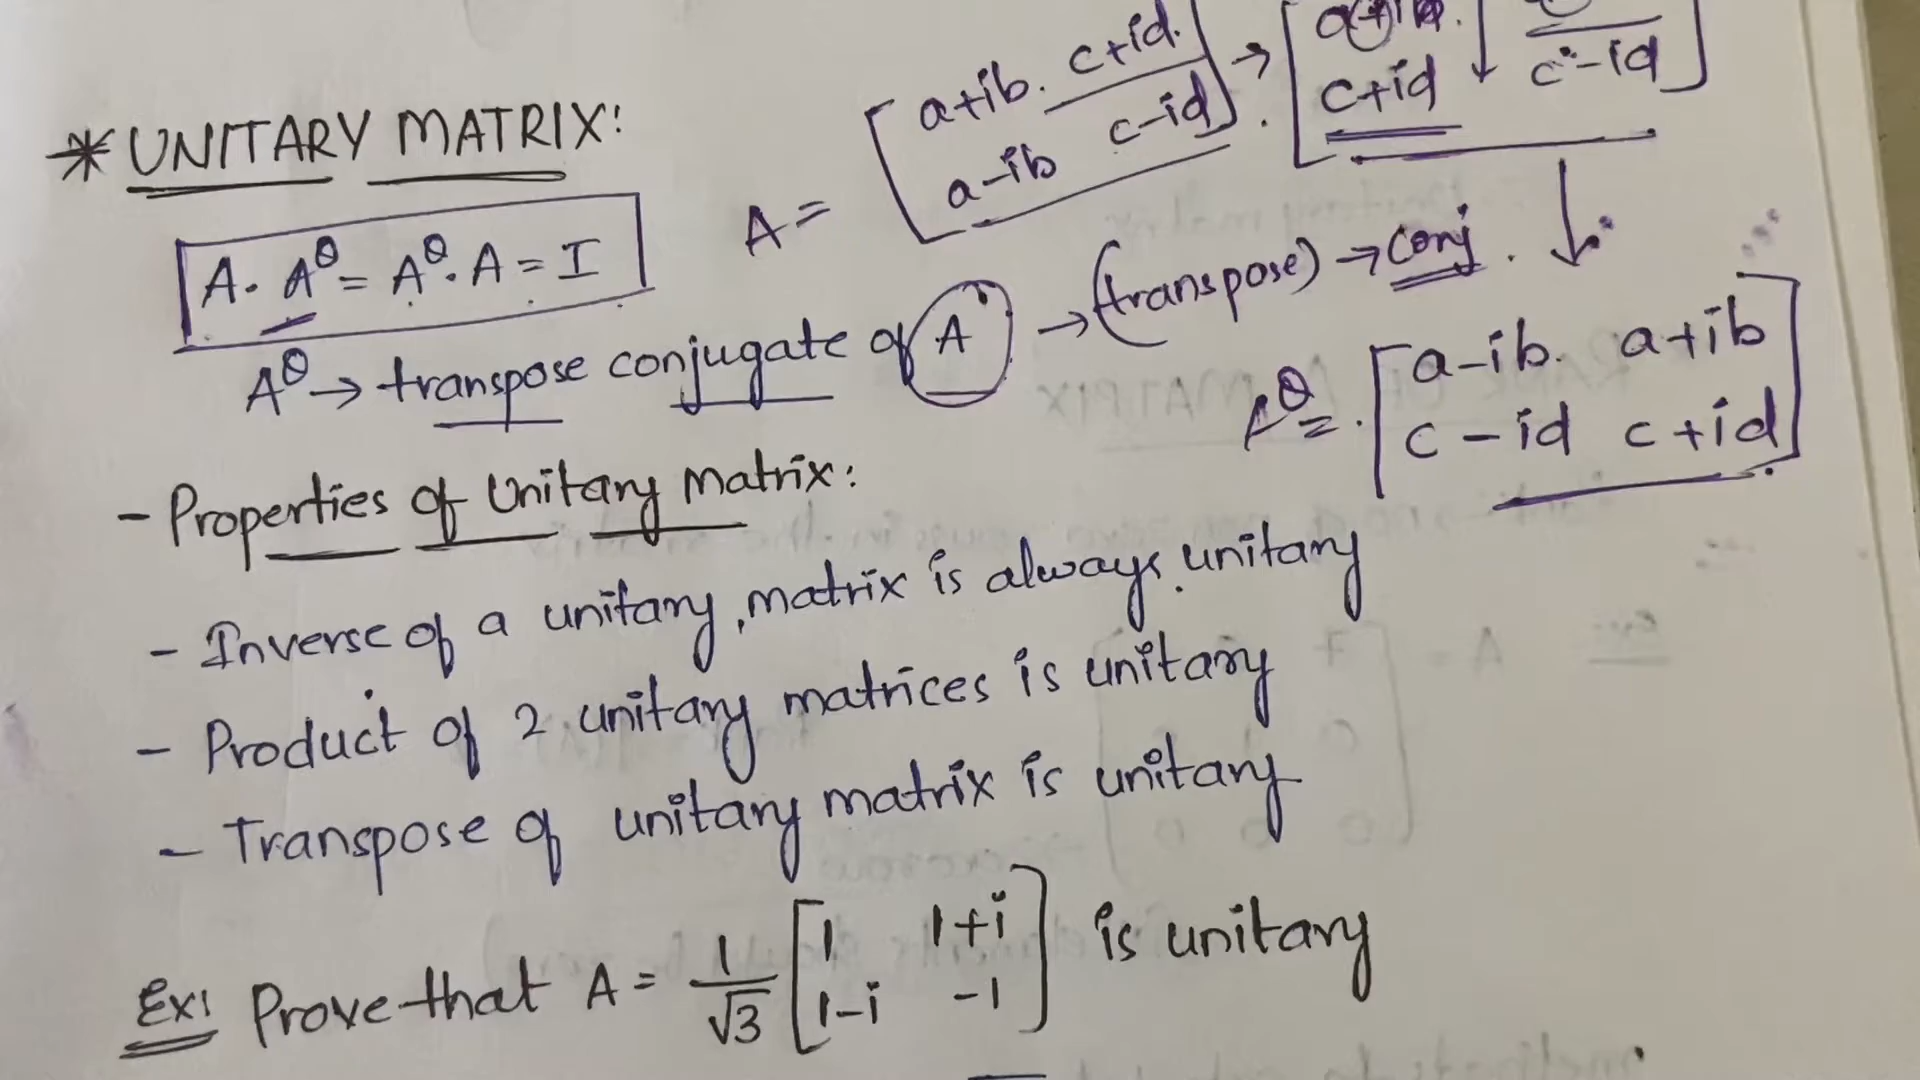 * UNITARY MATRIX:
A = [a+ib. c+id.
a-ib c-id] → [a+ib.
c+id c-id]
A. A^θ = A^θ. A = I
A^θ → transpose conjugate of A → (transpose) → conj.
A^θ = [a-ib. a+ib
c-id c+id]
- Properties of Unitary Matrix:
- Inverse of a unitary matrix is always unitary
- Product of 2 unitary matrices is unitary
- Transpose of unitary matrix is unitary
Ex: Prove that A = 1/√3 [1 1+i
1-i -1] is unitary